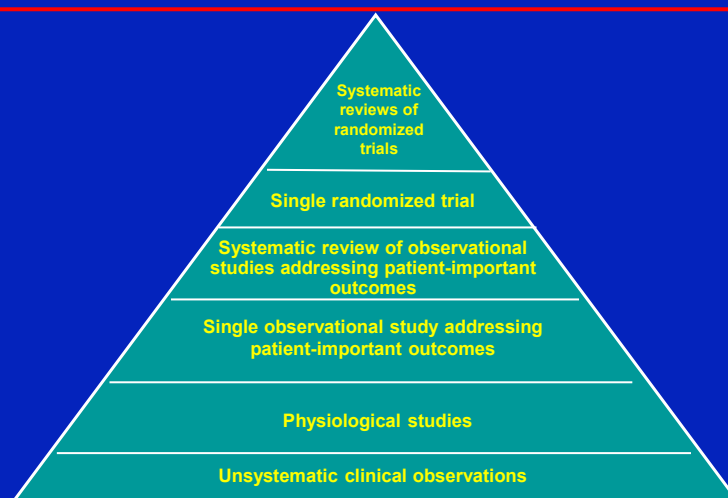 Systematic
reviews of
randomized
trials
Single randomized trial
Systematic review of observational
studies addressing patient-important
outcomes
Single observational study addressing
patient-important outcomes
Physiological studies
Unsystematic clinical observations